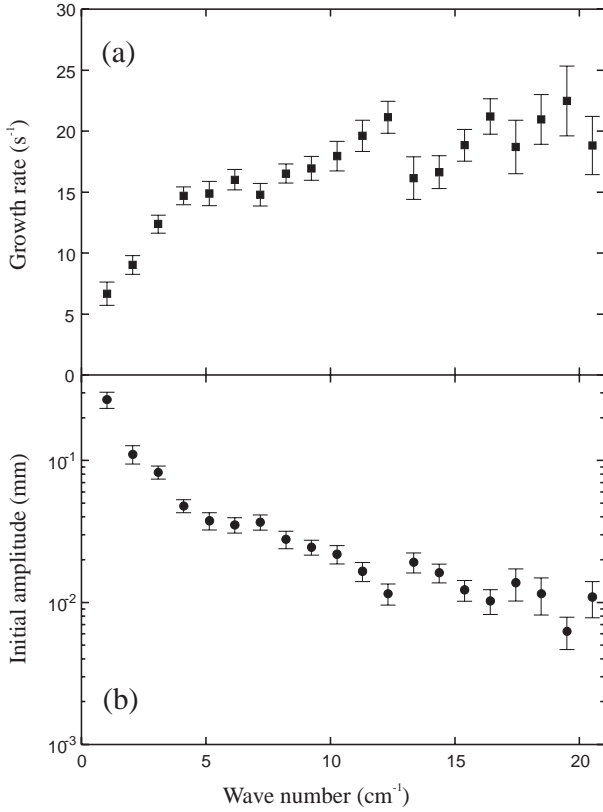 30
(a)
25
20
15
10
5
0
Growth rate (s⁻¹)
10⁻¹
10⁻²
10⁻³
Initial amplitude (mm)
(b)
0 5 10 15 20
Wave number (cm⁻¹)